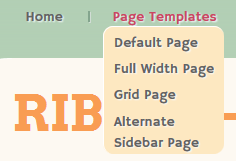 Home | Page Templates
Default Page
Full Width Page
Grid Page
Alternate
Sidebar Page
RIB